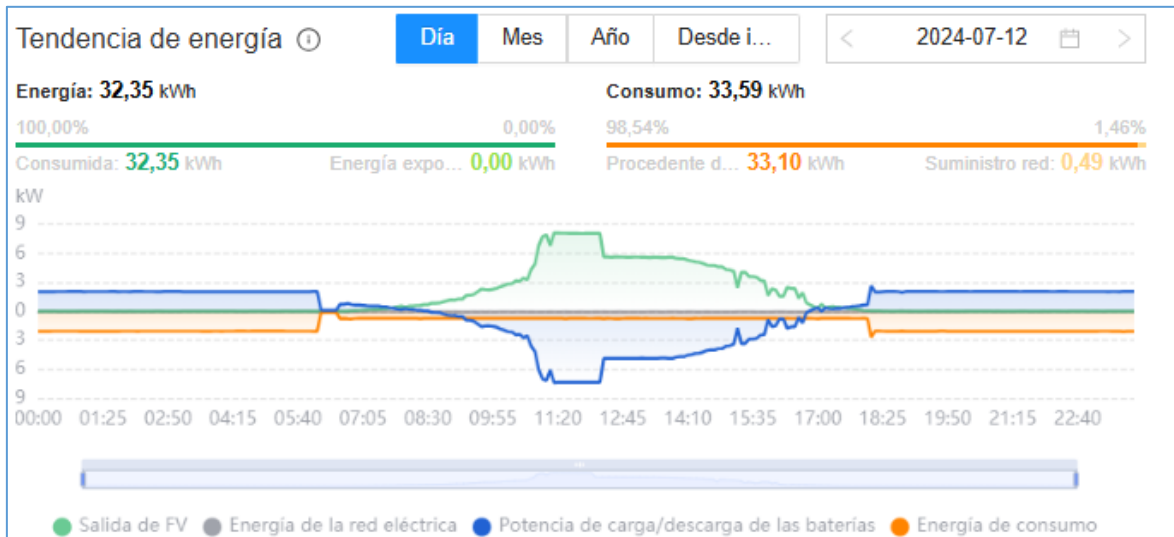 Tendencia de energía
Día Mes Año Desde i... < 2024-07-12 >
Energía: 32,35 kWh Consumo: 33,59 kWh
100,00% 0,00% 98,54% 1,46%
Consumida: 32,35 kWh Energía expo... 0,00 kWh Procedente d... 33,10 kWh Suministro red: 0,49 kWh
kW
9
6
3
0
3
6
9
00:00 01:25 02:50 04:15 05:40 07:05 08:30 09:55 11:20 12:45 14:10 15:35 17:00 18:25 19:50 21:15 22:40
Salida de FV Energía de la red eléctrica Potencia de carga/descarga de las baterías Energía de consumo